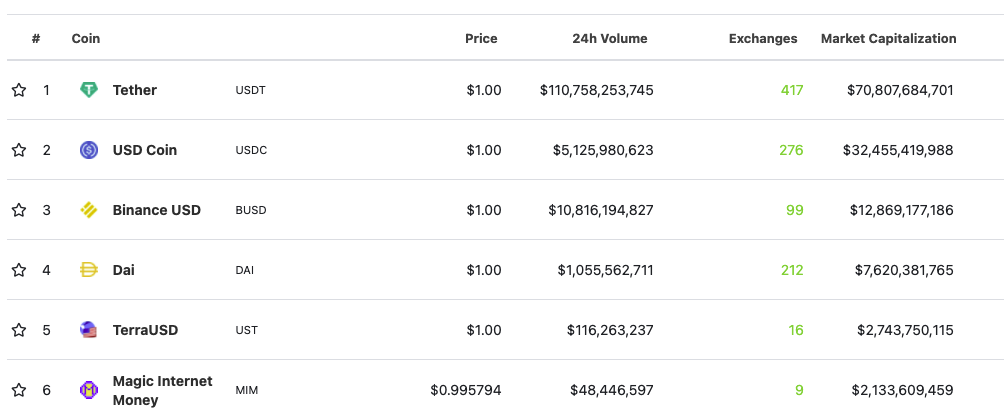 # Coin Price 24h Volume Exchanges Market Capitalization
1 Tether USDT $1.00 $110,758,253,745 417 $70,807,684,701
2 USD Coin USDC $1.00 $5,125,980,623 276 $32,455,419,988
3 Binance USD BUSD $1.00 $10,816,194,827 99 $12,869,177,186
4 Dai DAI $1.00 $1,055,562,711 212 $7,620,381,765
5 TerraUSD UST $1.00 $116,263,237 16 $2,743,750,115
6 Magic Internet Money MIM $0.995794 $48,446,597 9 $2,133,609,459